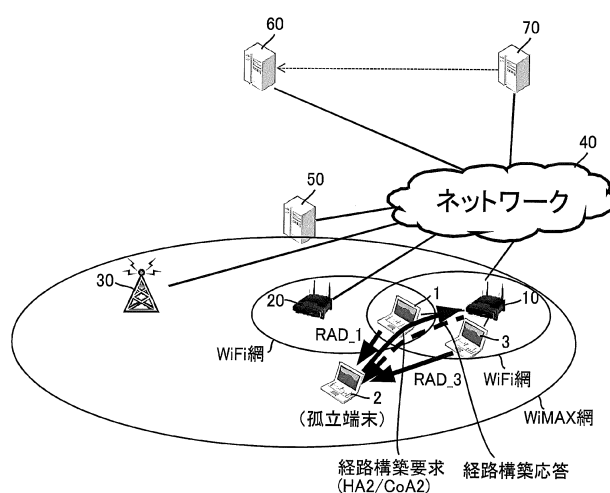 60
70
40
ネットワーク
50
30
20
1
10
3
RAD_1
WiFi網
RAD_3
WiFi網
2
(孤立端末)
WiMAX網
経路構築要求
(HA2/CoA2)
経路構築応答